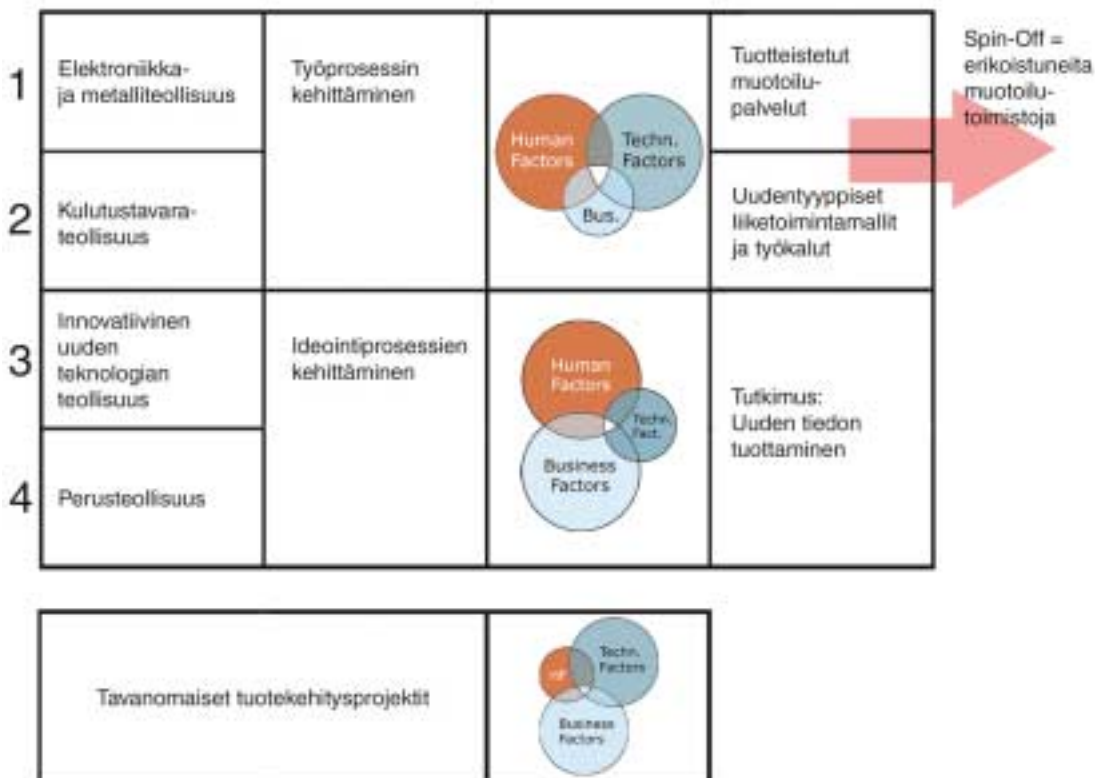 1
Elektroniikka-
ja metalliteollisuus
Työprosessin
kehittäminen
Human
Factors
Techn.
Factors
Bus.
Tuotteistetut
muotoilu-
palvelut
Spin-Off =
erikoistuneita
muotoilu-
toimistoja
2
Kulutustavara-
teollisuus
Uudentyyppiset
liiketoimintamallit
ja työkalut
3
Innovatiivinen
uuden
teknologian
teollisuus
Ideointiprosessien
kehittäminen
Human
Factors
Techn.
Fact.
Business
Factors
Tutkimus:
Uuden tiedon
tuottaminen
4
Perusteollisuus
Tavanomaiset tuotekehitysprojektit
HF
Techn.
Factors
Business
Factors